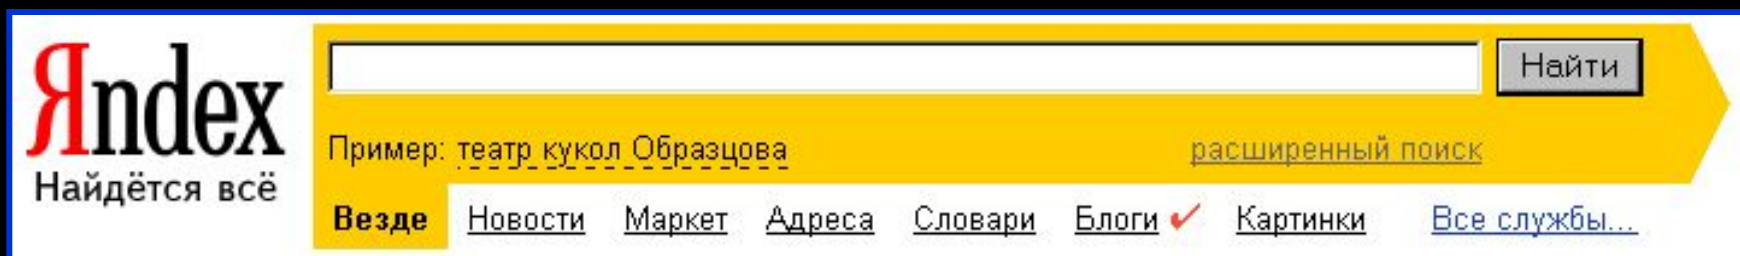 Яndex
Найдётся всё
Найти
Пример: театр кукол Образцова расширенный поиск
Везде Новости Маркет Адреса Словари Блоги Картинки Все службы...